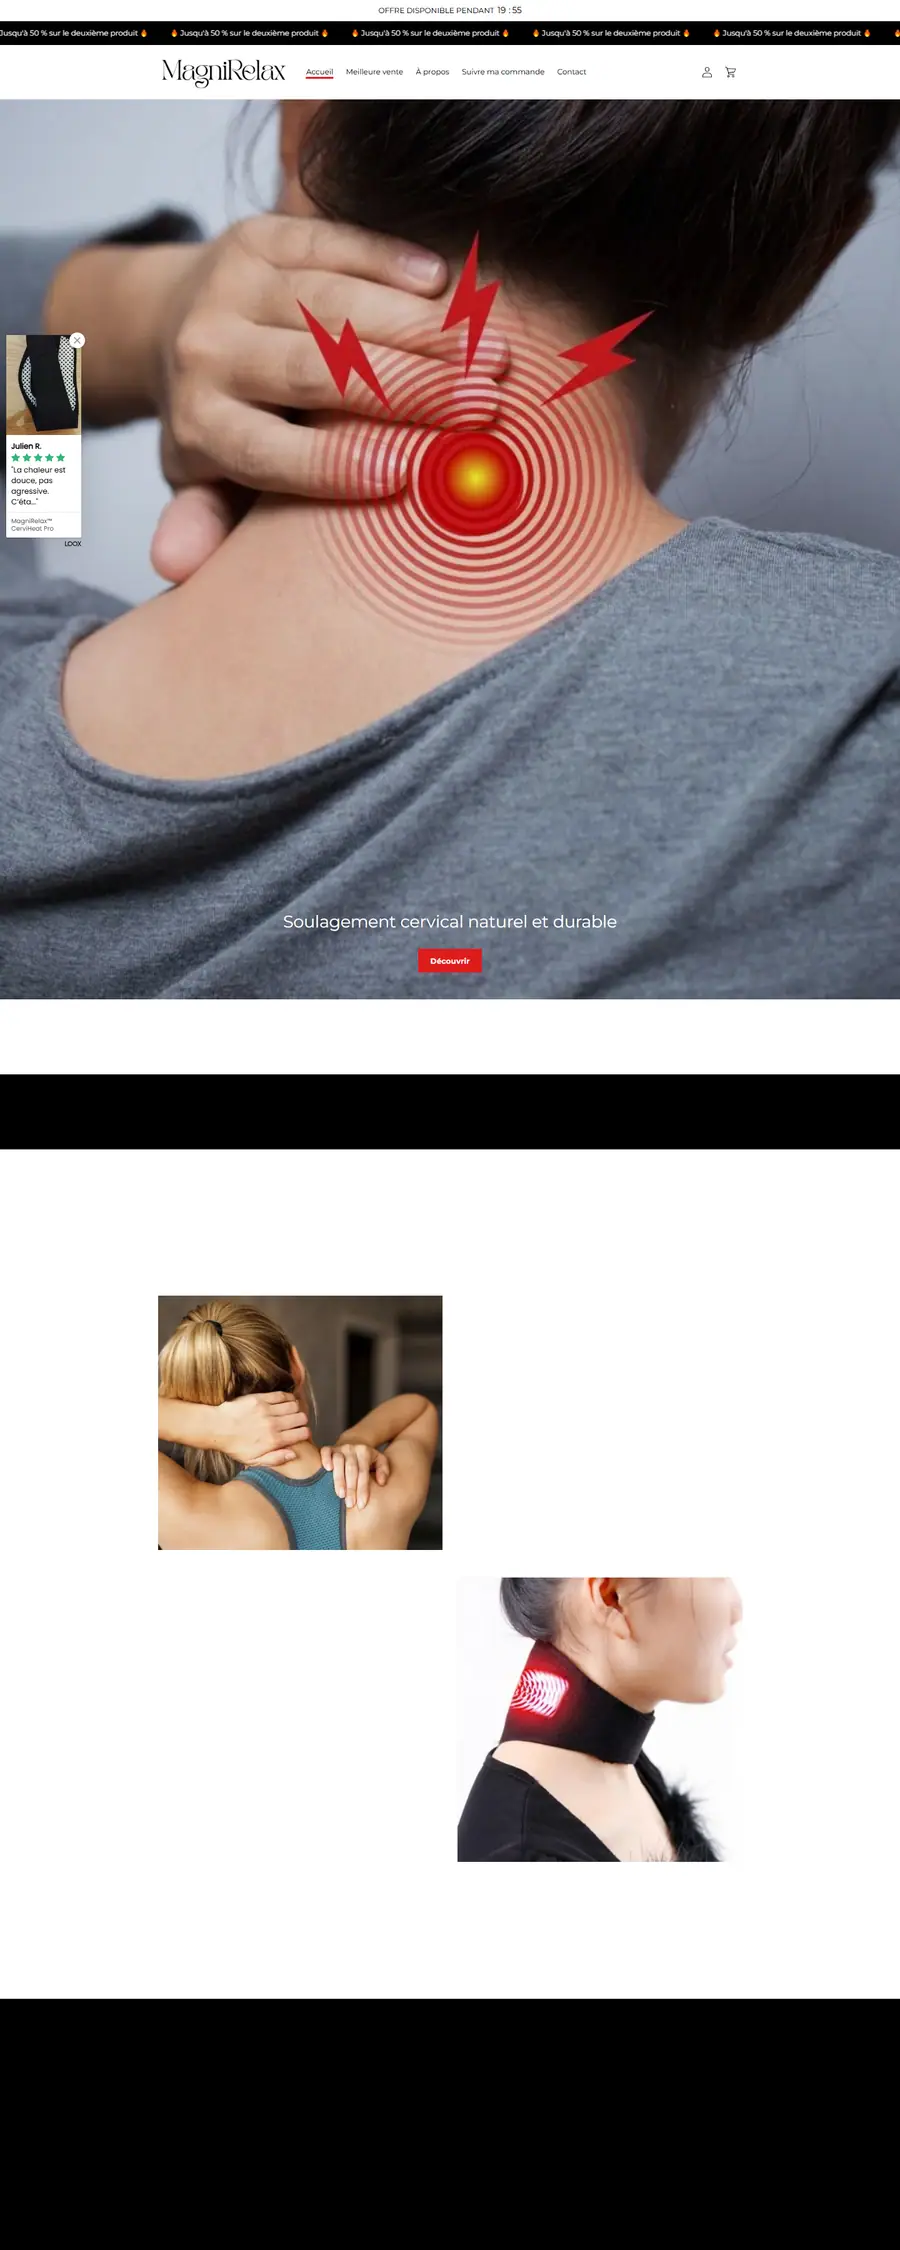 OFFRE DISPONIBLE PENDANT 19 : 55
Jusqu'à 50 % sur le deuxième produit 🔥 🔥 Jusqu'à 50 % sur le deuxième produit 🔥 🔥 Jusqu'à 50 % sur le deuxième produit 🔥 🔥 Jusqu'à 50 % sur le deuxième produit 🔥 🔥 Jusqu'à 50 % sur le deuxième produit 🔥 🔥
MagniRelax
Accueil Meilleure vente À propos Suivre ma commande Contact
Julien R.
"La chaleur est
douce, pas
agressive.
C'éta..."
MagniRelax™
CerviHeat Pro
LOOX
Soulagement cervical naturel et durable
Découvrir